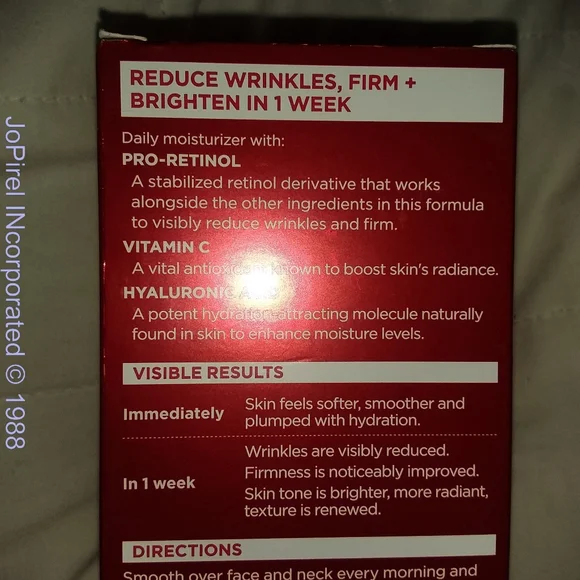 REDUCE WRINKLES, FIRM +
BRIGHTEN IN 1 WEEK
Daily moisturizer with:
PRO-RETINOL
A stabilized retinol derivative that works
alongside the other ingredients in this formula
to visibly reduce wrinkles and firm.
VITAMIN C
A vital antioxidant known to boost skin's radiance.
HYALURONIC ACID
A potent hydration-attracting molecule naturally
found in skin to enhance moisture levels.
VISIBLE RESULTS
Immediately
Skin feels softer, smoother and
plumped with hydration.
In 1 week
Wrinkles are visibly reduced.
Firmness is noticeably improved.
Skin tone is brighter, more radiant,
texture is renewed.
DIRECTIONS
Smooth over face and neck every morning and
JoPirel INcorporated © 1988